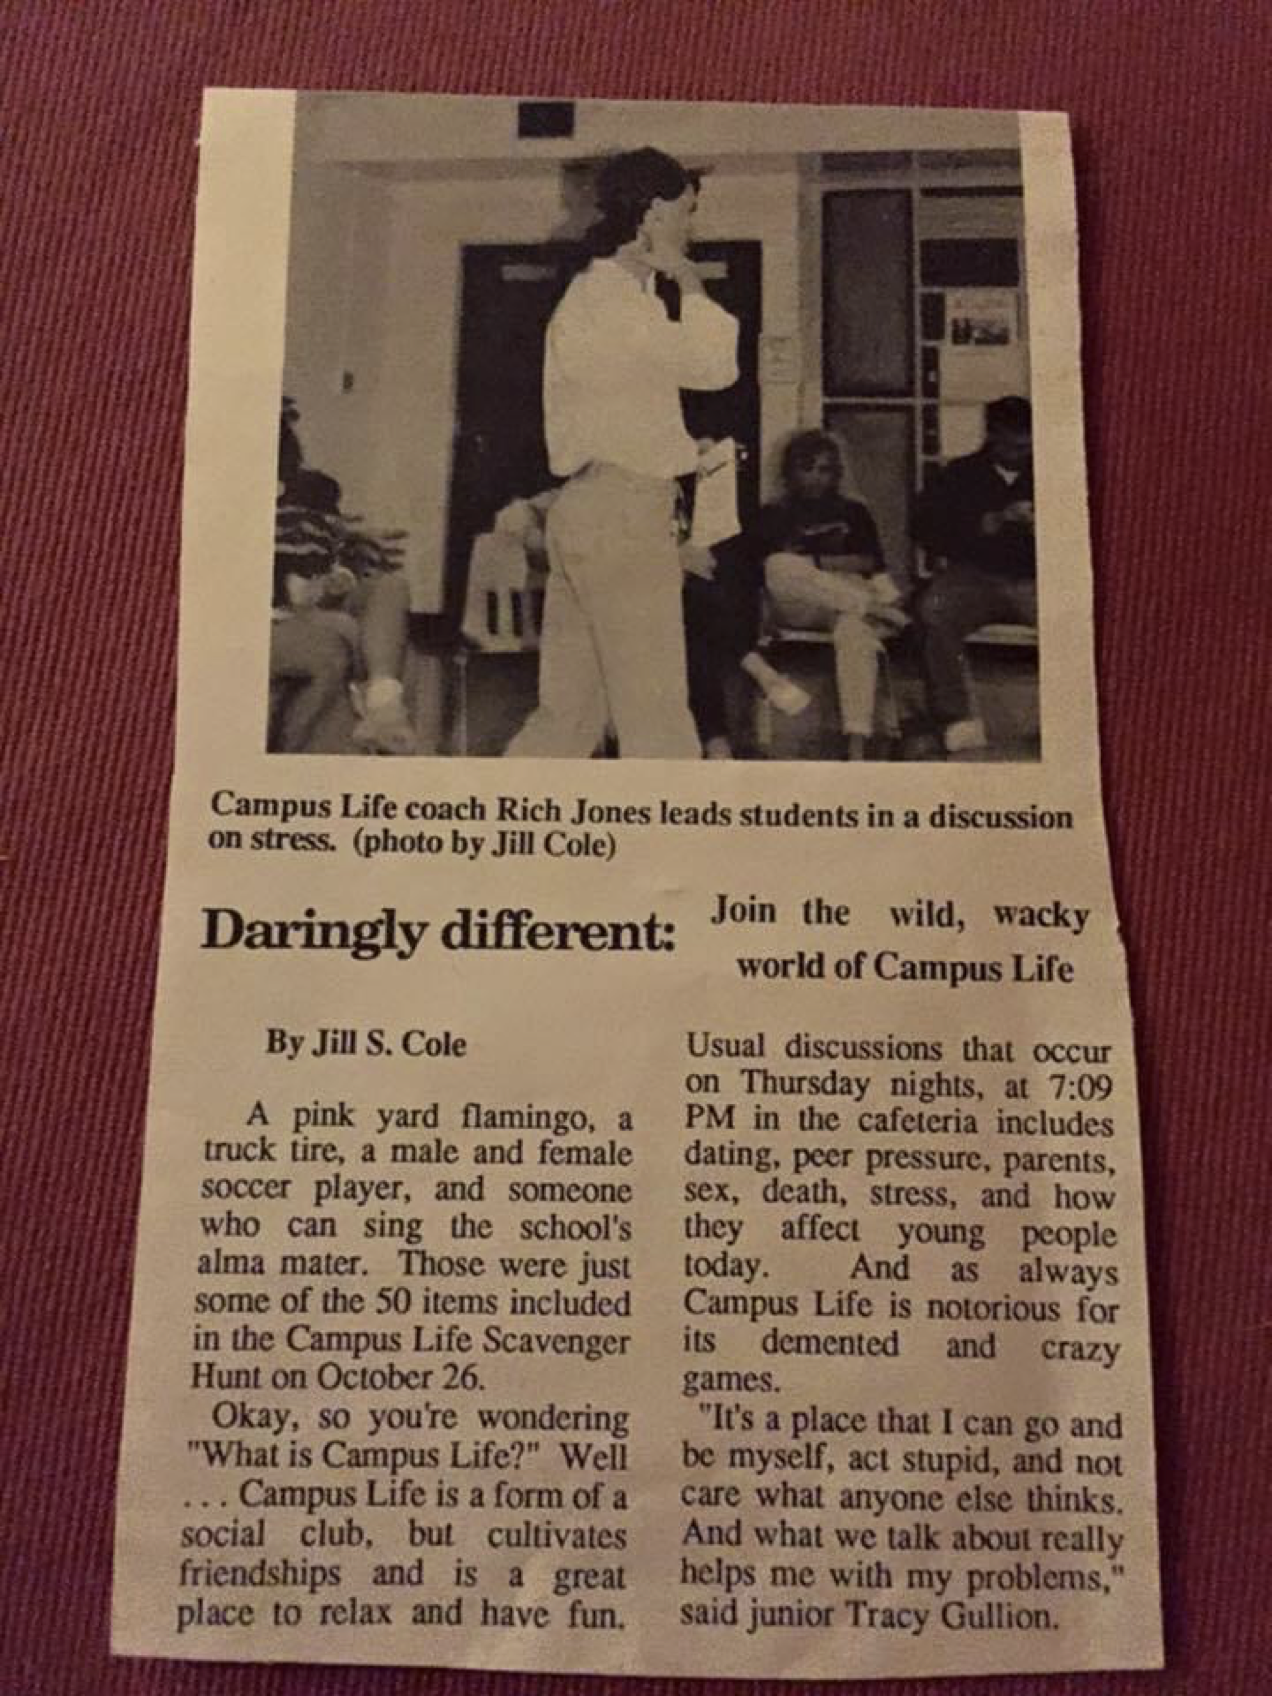 Campus Life coach Rich Jones leads students in a discussion
on stress. (photo by Jill Cole)
Daringly different:
Join the wild, wacky
world of Campus Life
By Jill S. Cole
A pink yard flamingo, a
truck tire, a male and female
soccer player, and someone
who can sing the school's
alma mater. Those were just
some of the 50 items included
in the Campus Life Scavenger
Hunt on October 26.
Okay, so you're wondering
"What is Campus Life?" Well
. . . Campus Life is a form of a
social club, but cultivates
friendships and is a great
place to relax and have fun.
Usual discussions that occur
on Thursday nights, at 7:09
PM in the cafeteria includes
dating, peer pressure, parents,
sex, death, stress, and how
they affect young people
today. And as always
Campus Life is notorious for
its demented and crazy
games.
"It's a place that I can go and
be myself, act stupid, and not
care what anyone else thinks.
And what we talk about really
helps me with my problems,"
said junior Tracy Gullion.